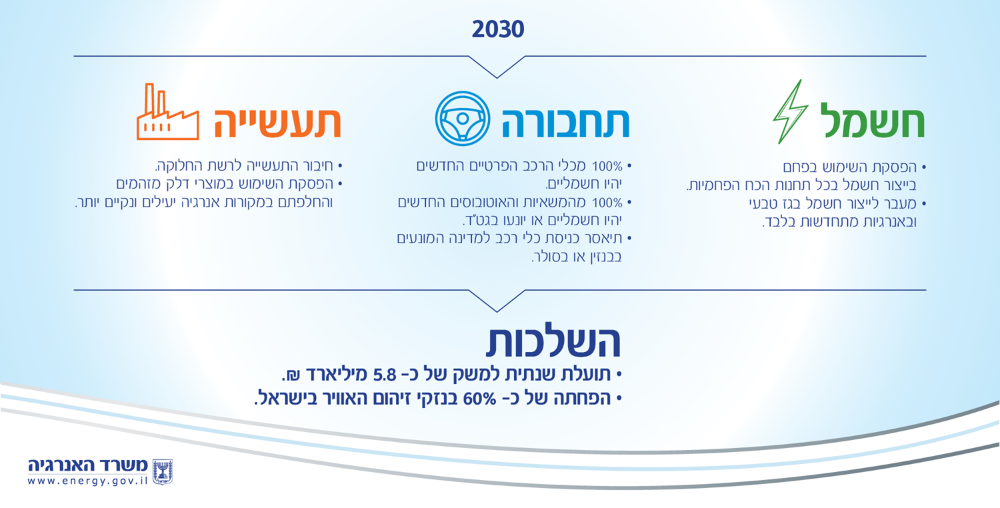 2030
חשמל
• הפסקת השימוש בפחם
בייצור חשמל בכל תחנות הכח הפחמיות.
• מעבר לייצור חשמל בגז טבעי
ובאנרגיות מתחדשות בלבד.
תחבורה
• 100% מכלי הרכב הפרטיים החדשים
יהיו חשמליים.
• 100% מהמשאיות והאוטובוסים החדשים
יהיו חשמליים או יונעו בגט"ד.
• תיאסר כניסת כלי רכב למדינה המונעים
בבנזין או בסולר.
תעשייה
• חיבור התעשייה לרשת החלוקה.
• הפסקת השימוש במוצרי דלק מזהמים
והחלפתם במקורות אנרגיה יעילים ונקיים יותר.
השלכות
• תועלת שנתית למשק של כ- 5.8 מיליארד ₪.
• הפחתה של כ- 60% בנזקי זיהום האוויר בישראל.
משרד האנרגיה
www.energy.gov.il